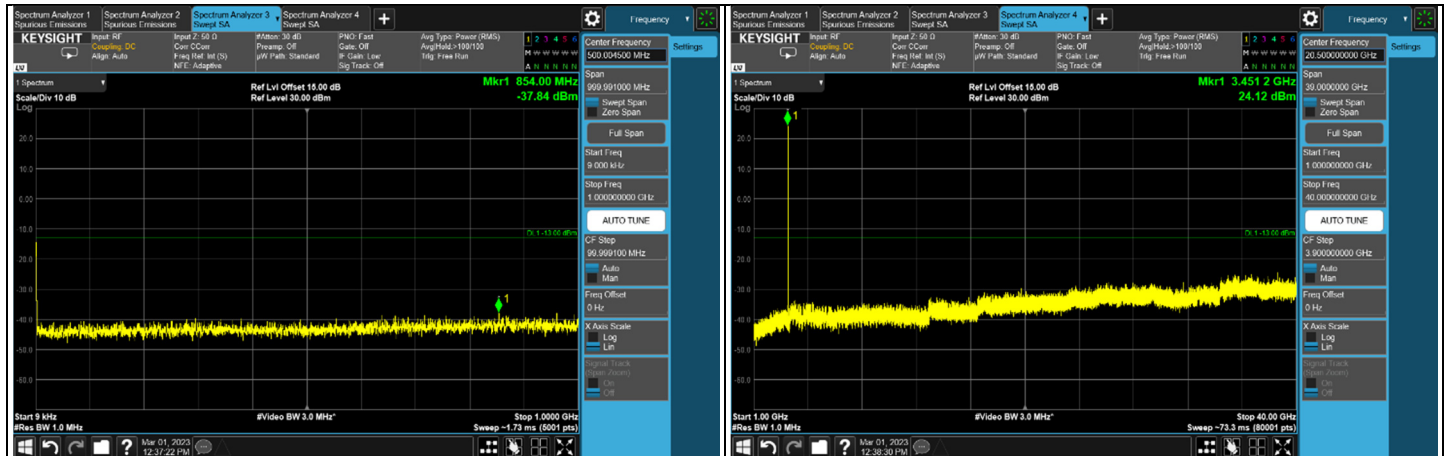 Spectrum Analyzer 1
Spurious Emissions
Spectrum Analyzer 2
Spurious Emissions
Spectrum Analyzer 3
Swept SA
Spectrum Analyzer 4
Swept SA
+
Frequency
KEYSIGHT
Input: RF
Coupling: DC
Align: Auto
Input Z: 50 Ω
Corr CCorr
Freq Ref: Int (S)
NFE: Adaptive
#Atten: 30 dB
Preamp: Off
µW Path: Standard
PNO: Fast
Gate: Off
IF Gain: Low
Sig Track: Off
Avg Type: Power (RMS)
Avg|Hold:>100/100
Trig: Free Run
1 2 3 4 5 6
M W W W W W
A N N N N N
LXI
1 Spectrum
Scale/Div 10 dB
Log
Ref Lvl Offset 15.00 dB
Ref Level 30.00 dBm
Mkr1 854.00 MHz
-37.84 dBm
1
20.0
10.0
0.00
-10.0
-20.0
-30.0
-40.0
-50.0
-60.0
DL1 -13.00 dBm
Start 9 kHz
#Res BW 1.0 MHz
#Video BW 3.0 MHz*
Stop 1.0000 GHz
Sweep ~1.73 ms (5001 pts)
Mar 01, 2023
12:37:22 PM
Center Frequency
500.004500 MHz
Span
999.991000 MHz
Swept Span
Zero Span
Full Span
Start Freq
9.000 kHz
Stop Freq
1.000000000 GHz
AUTO TUNE
CF Step
99.999100 MHz
Auto
Man
Freq Offset
0 Hz
X Axis Scale
Log
Lin
Signal Track
(Span Zoom)
On
Off
Settings
Spectrum Analyzer 1
Spurious Emissions
Spectrum Analyzer 2
Spurious Emissions
Spectrum Analyzer 3
Swept SA
Spectrum Analyzer 4
Swept SA
+
Frequency
KEYSIGHT
Input: RF
Coupling: DC
Align: Auto
Input Z: 50 Ω
Corr CCorr
Freq Ref: Int (S)
NFE: Adaptive
#Atten: 30 dB
Preamp: Off
µW Path: Standard
PNO: Fast
Gate: Off
IF Gain: Low
Sig Track: Off
Avg Type: Power (RMS)
Avg|Hold:>100/100
Trig: Free Run
1 2 3 4 5 6
M W W W W W
A N N N N N
LXI
1 Spectrum
Scale/Div 10 dB
Log
Ref Lvl Offset 15.00 dB
Ref Level 30.00 dBm
Mkr1 3.451 2 GHz
24.12 dBm
1
20.0
10.0
0.00
-10.0
-20.0
-30.0
-40.0
-50.0
-60.0
DL1 -13.00 dBm
Start 1.00 GHz
#Res BW 1.0 MHz
#Video BW 3.0 MHz*
Stop 40.00 GHz
Sweep ~73.3 ms (80001 pts)
Mar 01, 2023
12:38:30 PM
Center Frequency
20.500000000 GHz
Span
39.0000000 GHz
Swept Span
Zero Span
Full Span
Start Freq
1.000000000 GHz
Stop Freq
40.000000000 GHz
AUTO TUNE
CF Step
3.900000000 GHz
Auto
Man
Freq Offset
0 Hz
X Axis Scale
Log
Lin
Signal Track
(Span Zoom)
On
Off
Settings